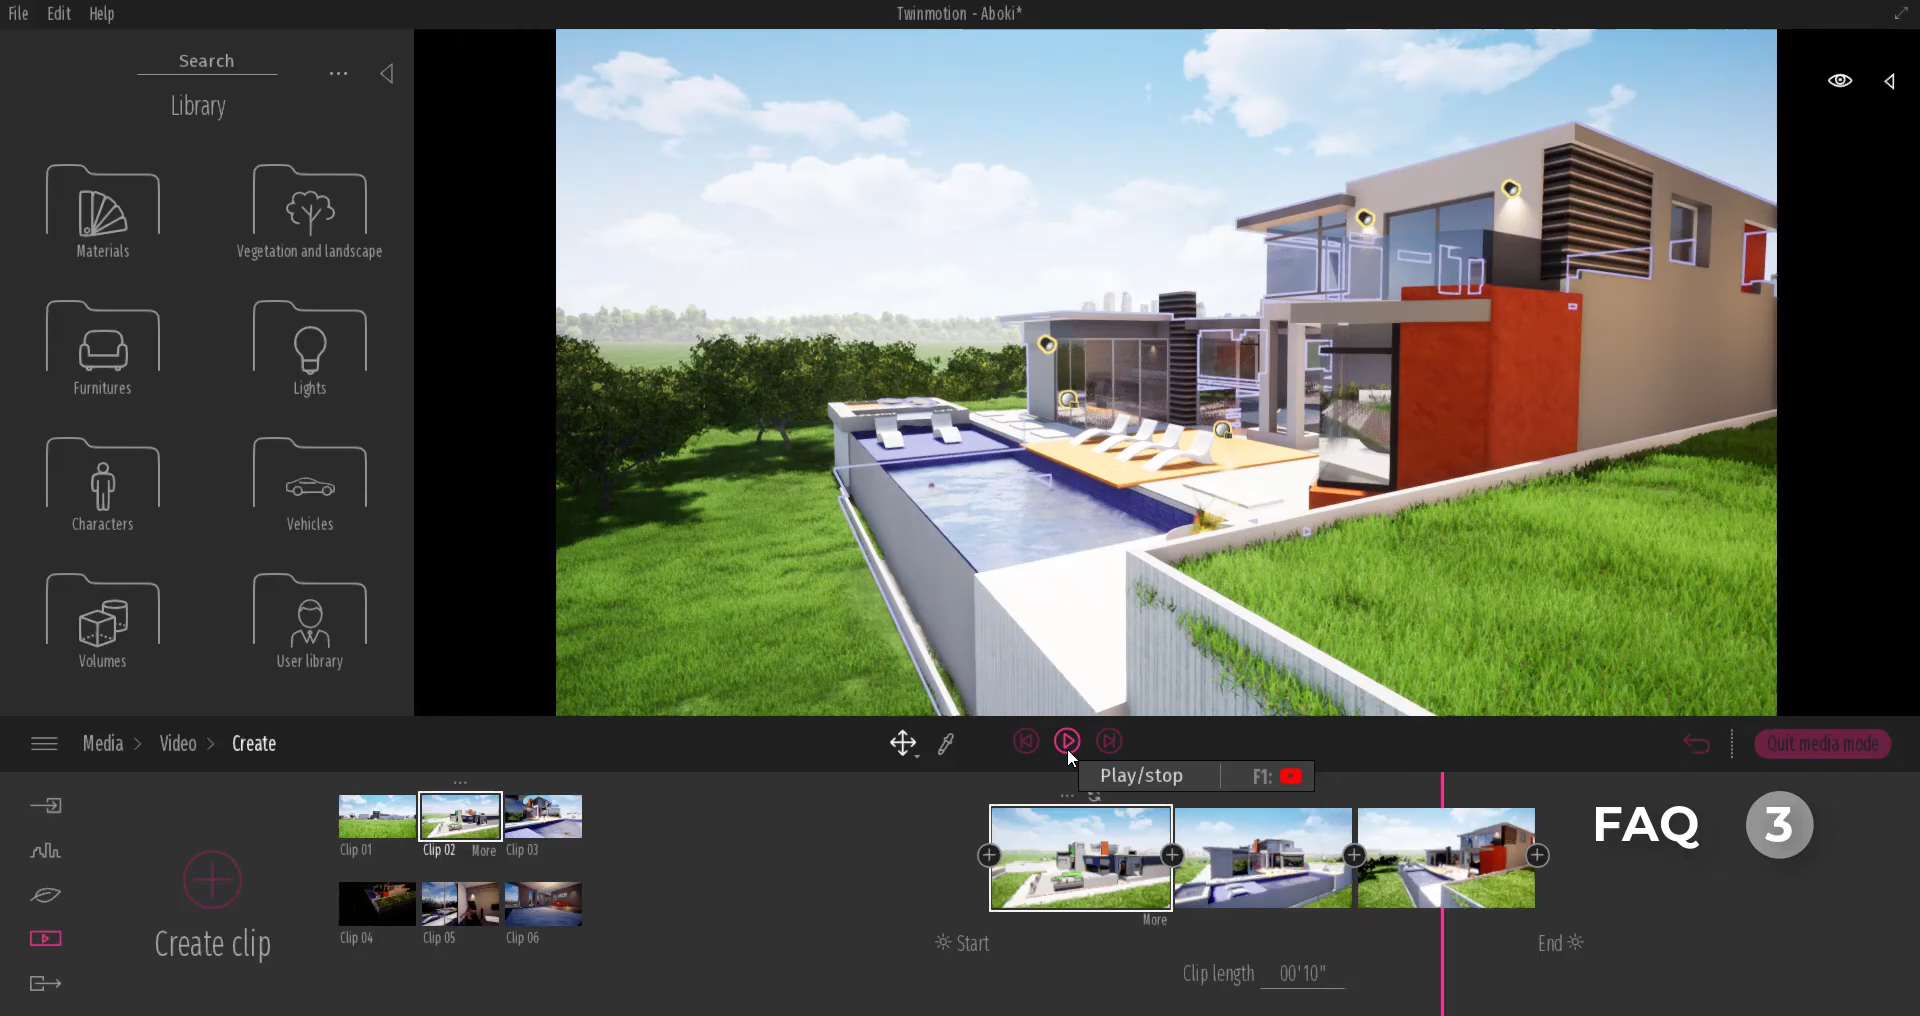 File Edit Help
Twinmotion - Aboki*
Search
...
Library
Materials
Vegetation and landscape
Furnitures
Lights
Characters
Vehicles
Volumes
User library
Media > Video > Create
Quit media mode
Play/stop F1:
Create clip
Clip 01
Clip 02 More
Clip 03
Clip 04
Clip 05
Clip 06
More
Start
End
Clip length 00'10"
FAQ 3